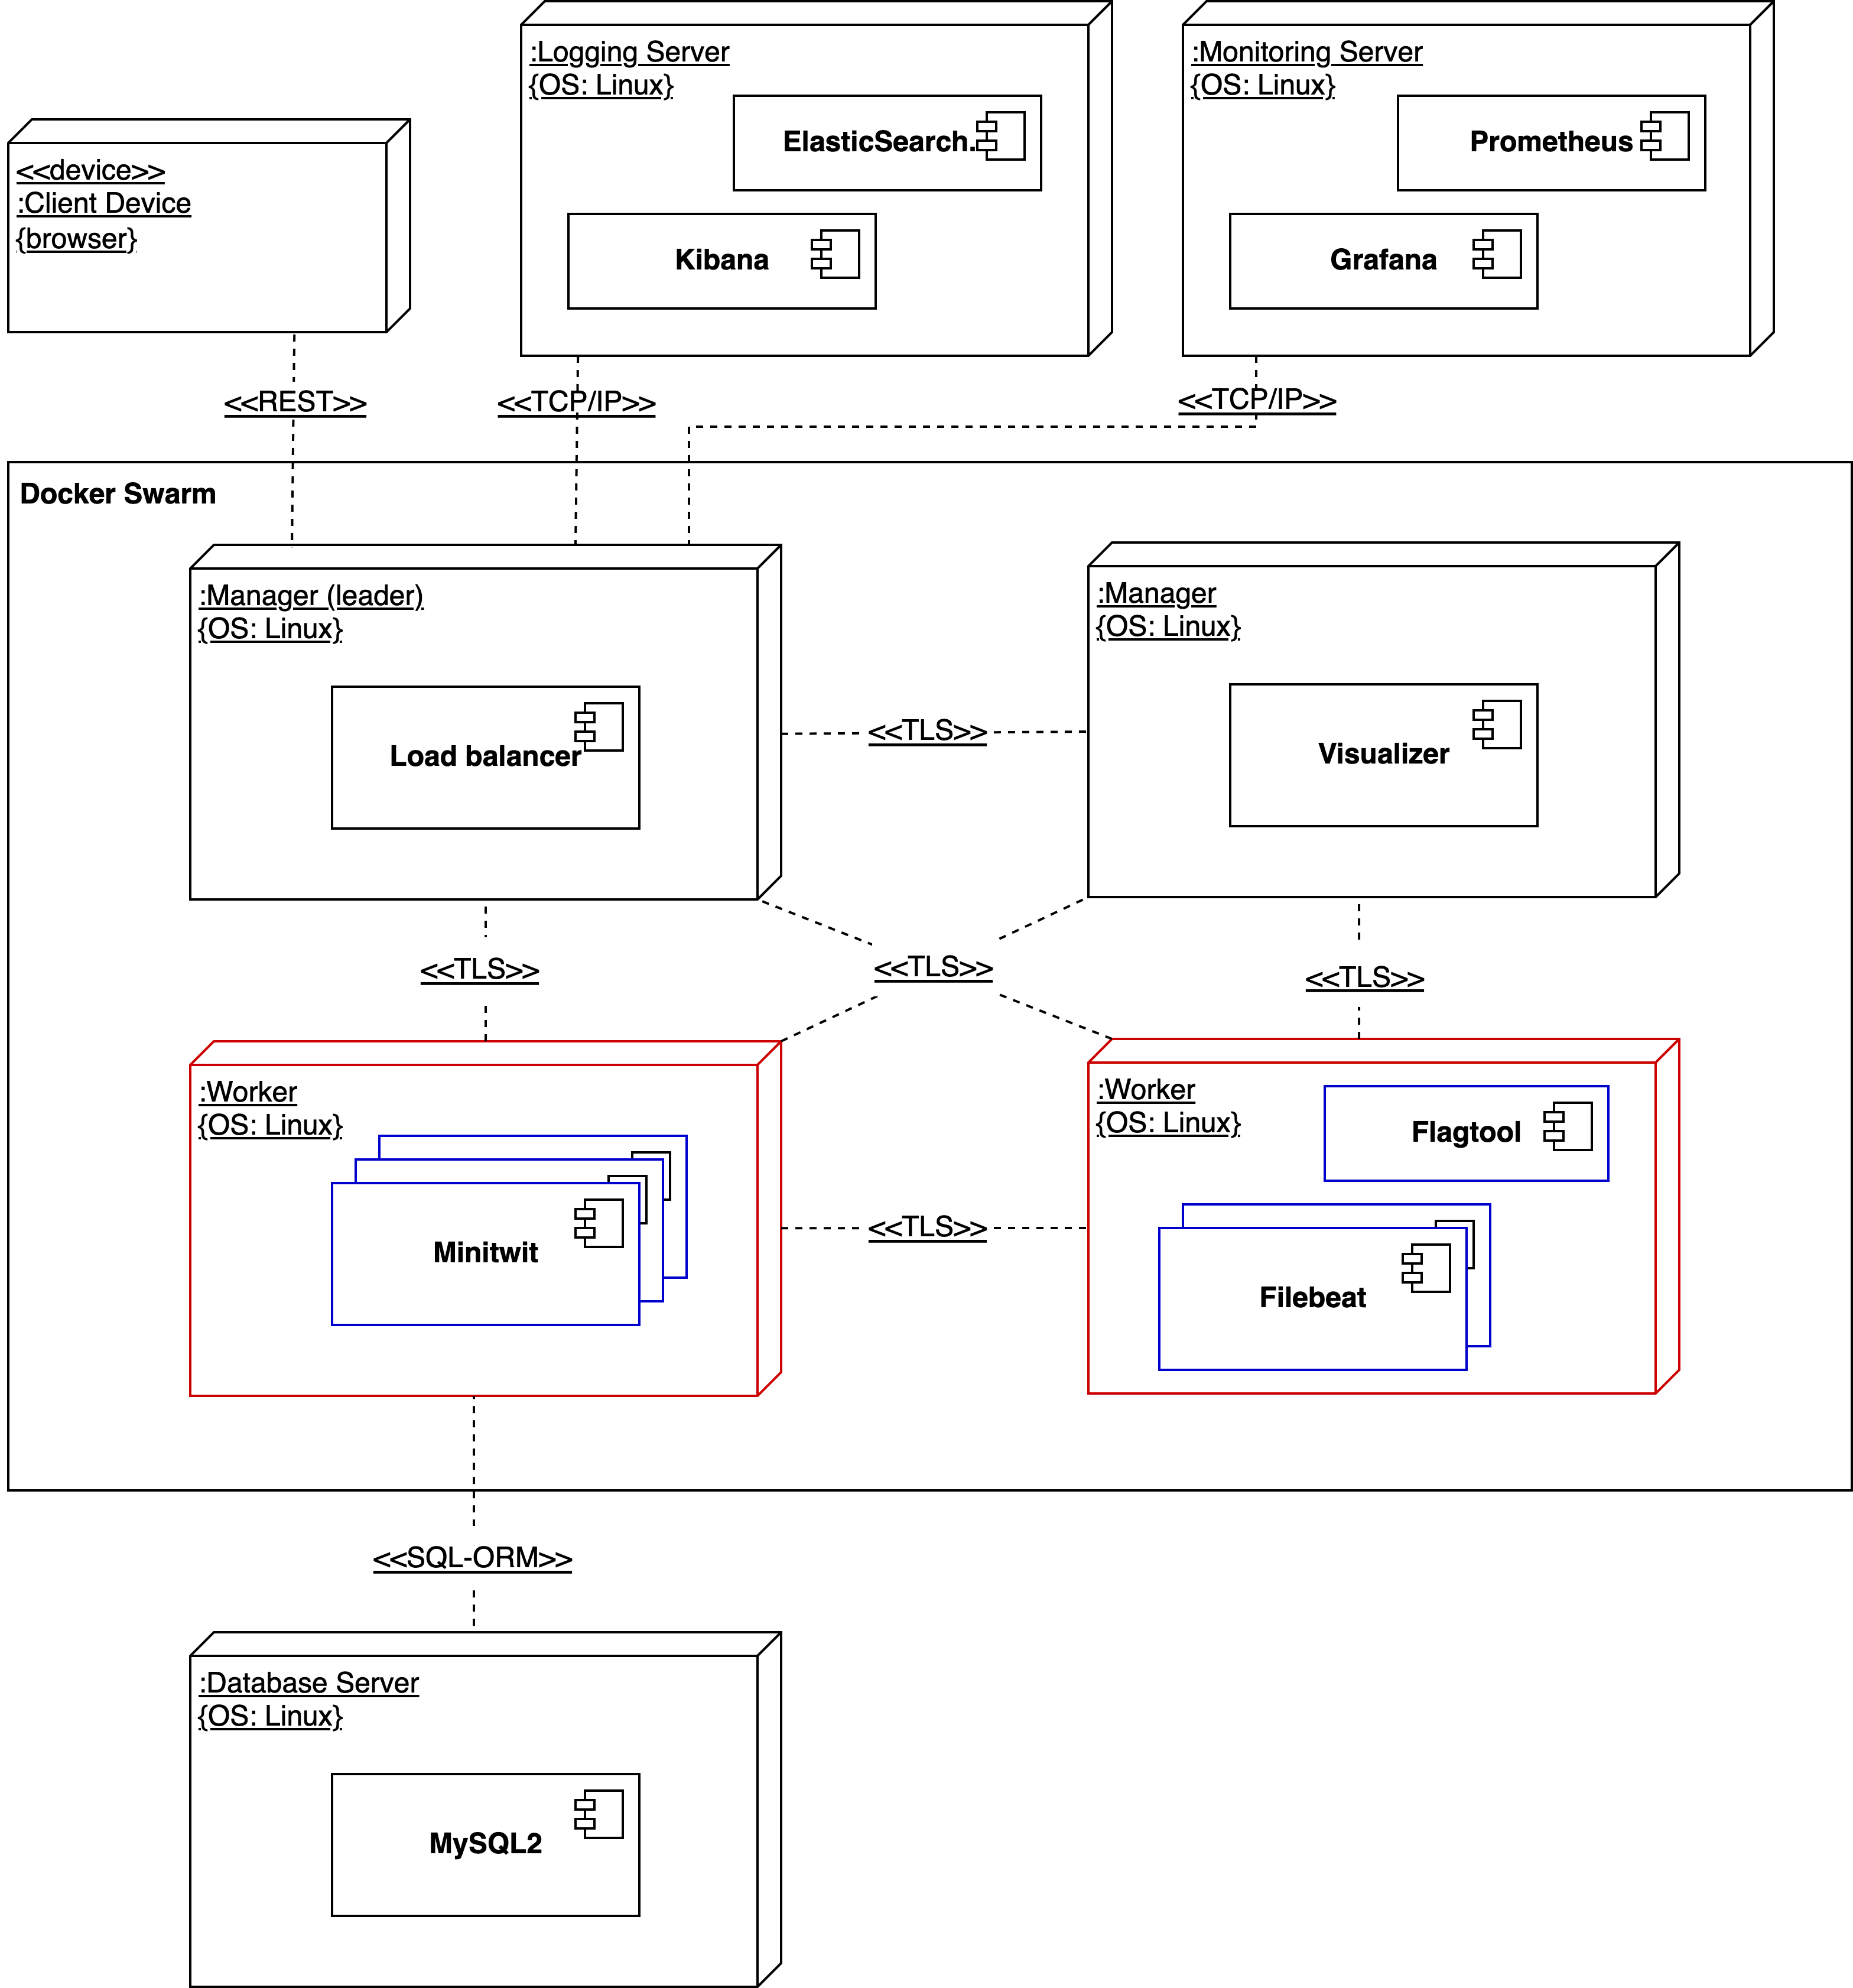 :Logging Server
{OS: Linux}
ElasticSearch.
Kibana
:Monitoring Server
{OS: Linux}
Prometheus
Grafana
<<device>>
:Client Device
{browser}
<<REST>>
<<TCP/IP>>
<<TCP/IP>>
Docker Swarm
:Manager (leader)
{OS: Linux}
Load balancer
<<TLS>>
:Manager
{OS: Linux}
Visualizer
<<TLS>>
<<TLS>>
<<TLS>>
:Worker
{OS: Linux}
Minitwit
<<TLS>>
:Worker
{OS: Linux}
Flagtool
Filebeat
<<SQL-ORM>>
:Database Server
{OS: Linux}
MySQL2